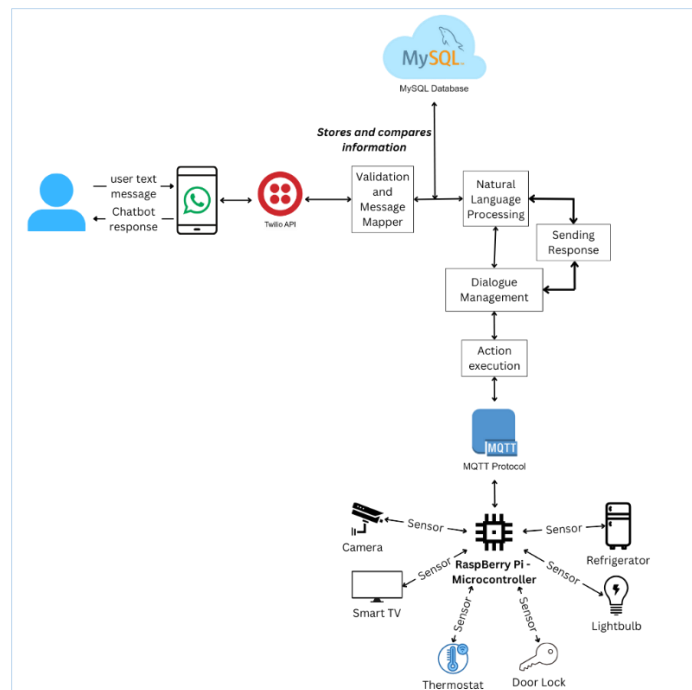 MySQL
MySQL Database
Stores and compares
information
user text
message
Chatbot
response
Twilio API
Validation
and
Message
Mapper
Natural
Language
Processing
Sending
Response
Dialogue
Management
Action
execution
MQTT
MQTT Protocol
Sensor
Camera
Sensor
Refrigerator
RaspBerry Pi -
Microcontroller
Sensor
Smart TV
Sensor
Lightbulb
Sensor
Thermostat
Sensor
Door Lock